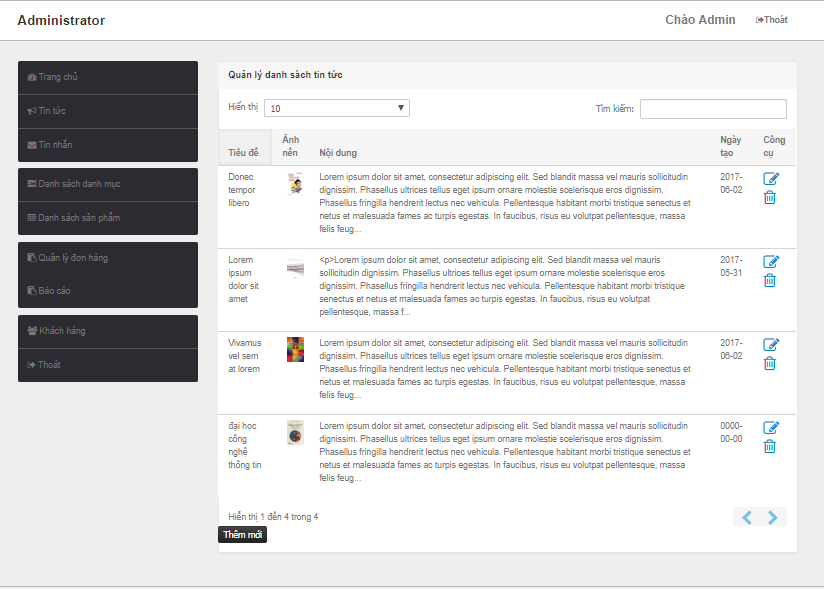 Administrator
Chào Admin
Thoát
Trang chủ
Tin tức
Tin nhắn
Danh sách danh mục
Danh sách sản phẩm
Quản lý đơn hàng
Báo cáo
Khách hàng
Thoát
Quản lý danh sách tin tức
Hiển thị 10
Tìm kiếm:
Tiêu đề
Ảnh
nền
Nội dung
Ngày
tạo
Công
cụ
Donec
tempor
libero
Lorem ipsum dolor sit amet, consectetur adipiscing elit. Sed blandit massa vel mauris sollicitudin
dignissim. Phasellus ultrices tellus eget ipsum ornare molestie scelerisque eros dignissim.
Phasellus fringilla hendrerit lectus nec vehicula. Pellentesque habitant morbi tristique senectus et
netus et malesuada fames ac turpis egestas. In faucibus, risus eu volutpat pellentesque, massa
felis feug...
2017-
06-02
Lorem
ipsum
dolor sit
amet
<p>Lorem ipsum dolor sit amet, consectetur adipiscing elit. Sed blandit massa vel mauris
sollicitudin dignissim. Phasellus ultrices tellus eget ipsum ornare molestie scelerisque eros
dignissim. Phasellus fringilla hendrerit lectus nec vehicula. Pellentesque habitant morbi tristique
senectus et netus et malesuada fames ac turpis egestas. In faucibus, risus eu volutpat
pellentesque, massa f...
2017-
05-31
Vivamus
vel sem
at lorem
Lorem ipsum dolor sit amet, consectetur adipiscing elit. Sed blandit massa vel mauris sollicitudin
dignissim. Phasellus ultrices tellus eget ipsum ornare molestie scelerisque eros dignissim.
Phasellus fringilla hendrerit lectus nec vehicula. Pellentesque habitant morbi tristique senectus et
netus et malesuada fames ac turpis egestas. In faucibus, risus eu volutpat pellentesque, massa
felis feug...
2017-
06-02
đại học
công
nghệ
thông tin
Lorem ipsum dolor sit amet, consectetur adipiscing elit. Sed blandit massa vel mauris sollicitudin
dignissim. Phasellus ultrices tellus eget ipsum ornare molestie scelerisque eros dignissim.
Phasellus fringilla hendrerit lectus nec vehicula. Pellentesque habitant morbi tristique senectus et
netus et malesuada fames ac turpis egestas. In faucibus, risus eu volutpat pellentesque, massa
felis feug...
0000-
00-00
Hiển thị 1 đến 4 trong 4
Thêm mới